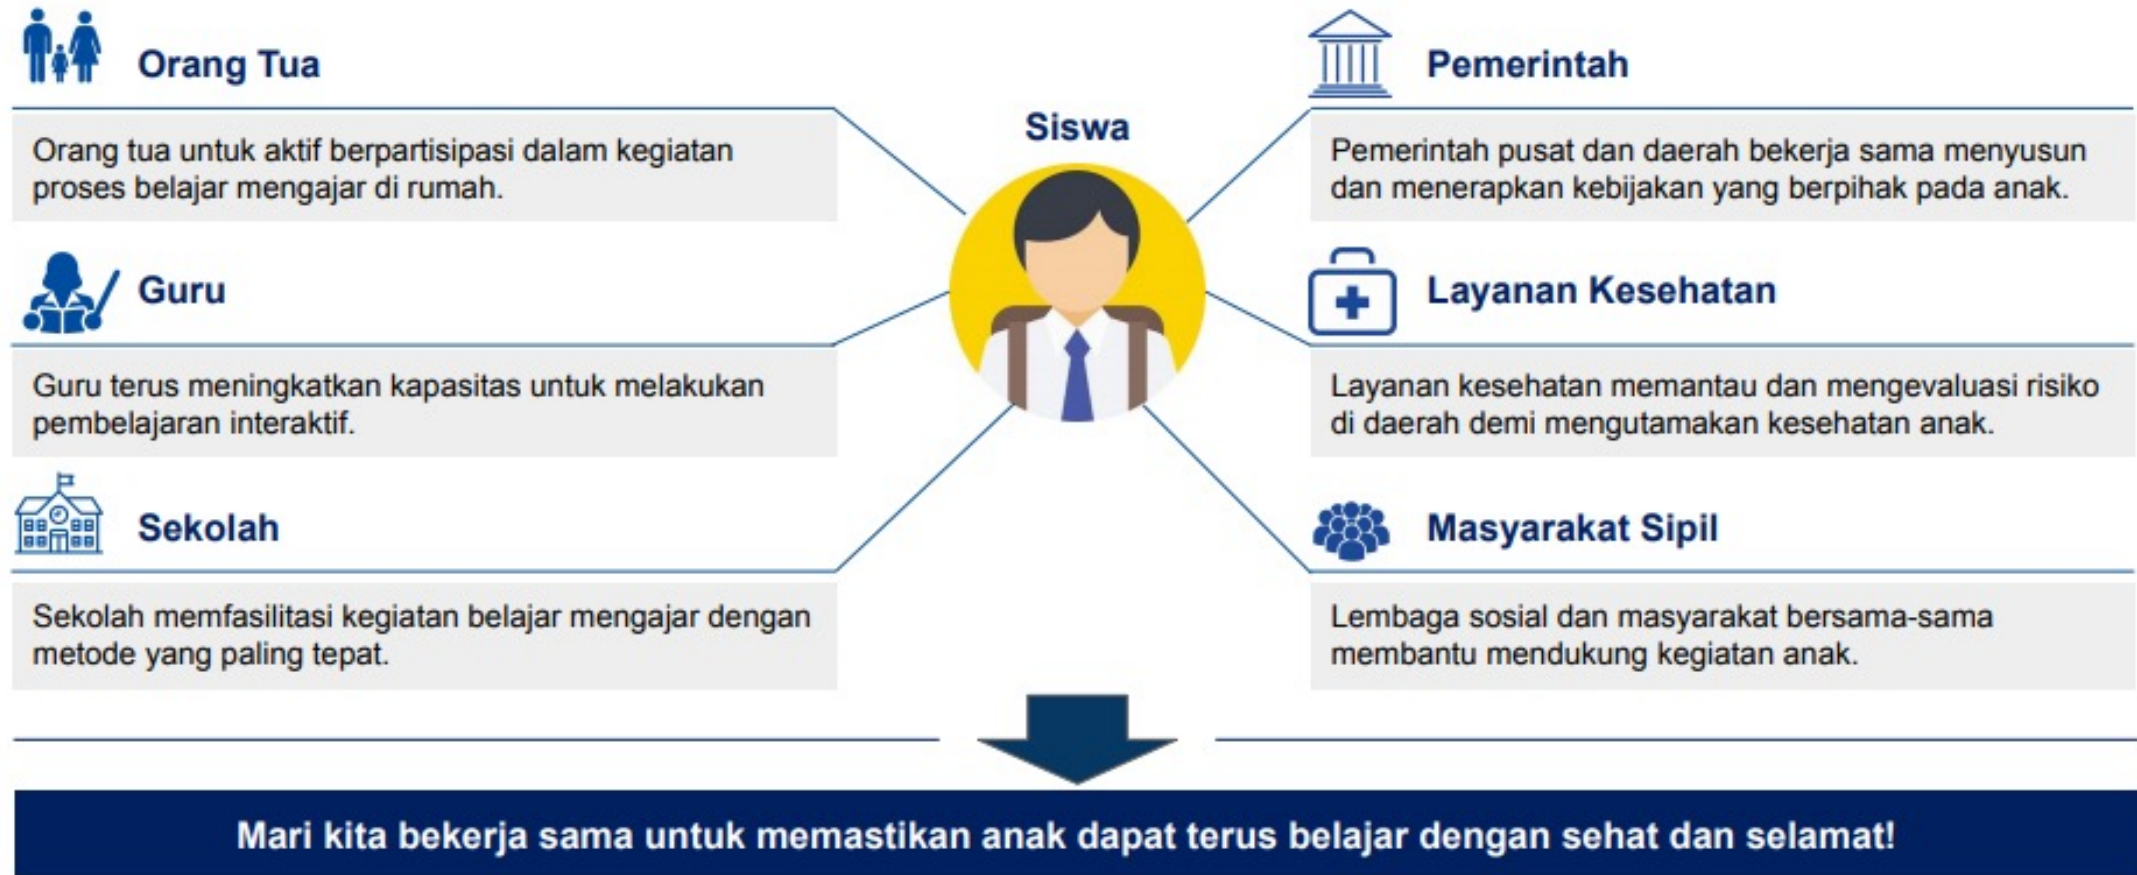 Orang Tua
Orang tua untuk aktif berpartisipasi dalam kegiatan
proses belajar mengajar di rumah.
Guru
Guru terus meningkatkan kapasitas untuk melakukan
pembelajaran interaktif.
Sekolah
Sekolah memfasilitasi kegiatan belajar mengajar dengan
metode yang paling tepat.
Siswa
Pemerintah
Pemerintah pusat dan daerah bekerja sama menyusun
dan menerapkan kebijakan yang berpihak pada anak.
Layanan Kesehatan
Layanan kesehatan memantau dan mengevaluasi risiko
di daerah demi mengutamakan kesehatan anak.
Masyarakat Sipil
Lembaga sosial dan masyarakat bersama-sama
membantu mendukung kegiatan anak.
Mari kita bekerja sama untuk memastikan anak dapat terus belajar dengan sehat dan selamat!